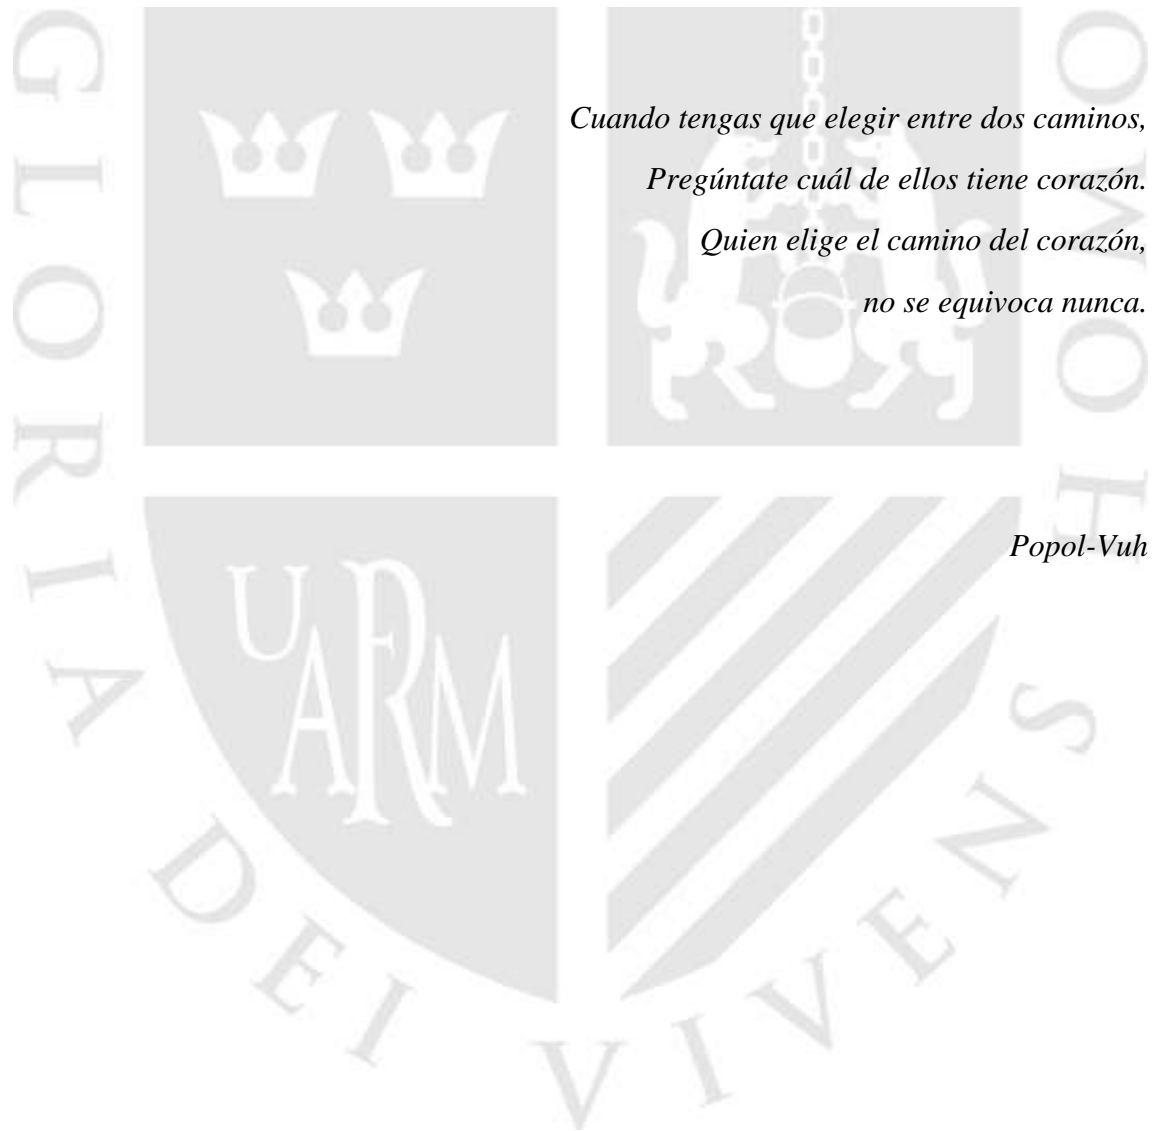 Cuando tengas que elegir entre dos caminos,
Pregúntate cuál de ellos tiene corazón.
Quien elige el camino del corazón,
no se equivoca nunca.
Popol-Vuh
GLORIA DEI VIVENS HOMO
UARM